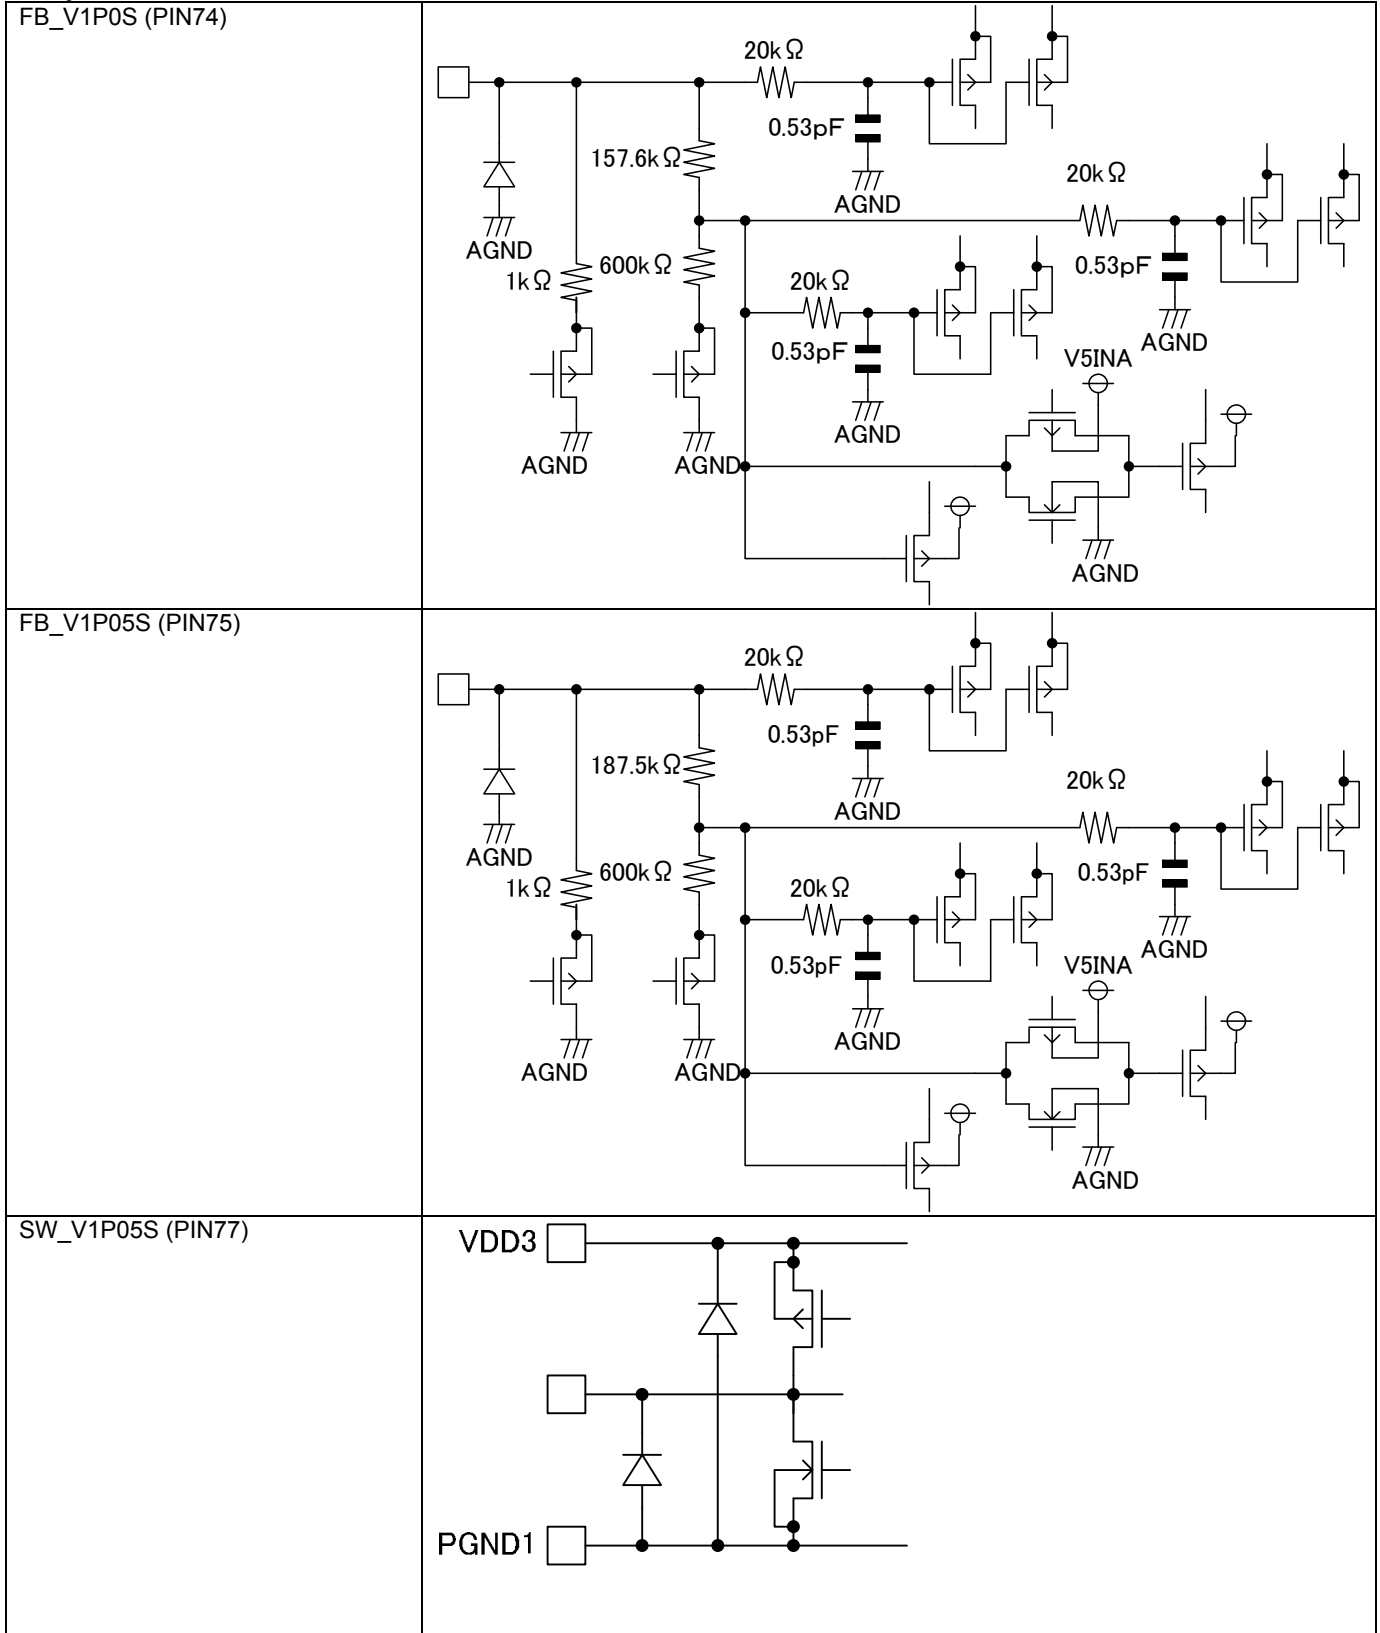 FB_V1P0S (PIN74)
20kΩ
0.53pF
AGND
157.6kΩ
20kΩ
AGND
1kΩ
600kΩ
20kΩ
0.53pF
0.53pF
AGND
V5INA
AGND
AGND
AGND
AGND
FB_V1P05S (PIN75)
20kΩ
0.53pF
187.5kΩ
20kΩ
AGND
AGND
1kΩ
600kΩ
20kΩ
0.53pF
0.53pF
AGND
V5INA
AGND
AGND
AGND
AGND
SW_V1P05S (PIN77)
VDD3
PGND1